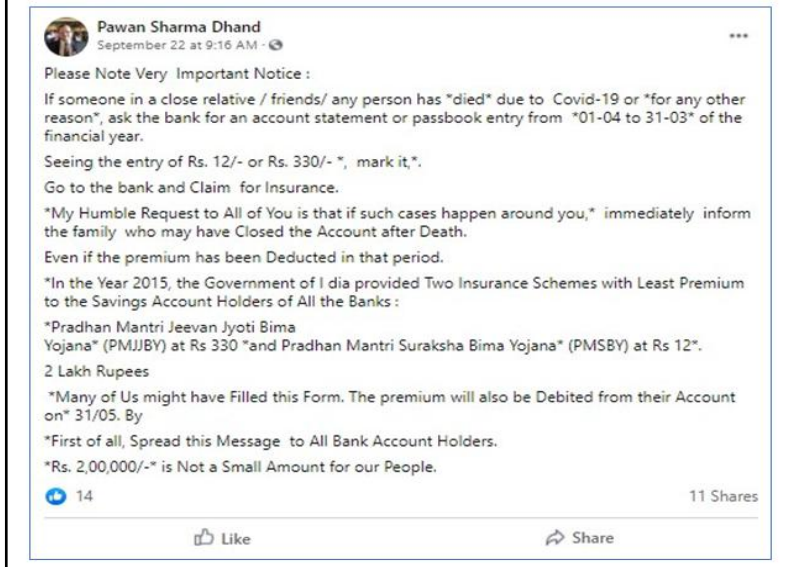 Pawan Sharma Dhand
September 22 at 9:16 AM ·
Please Note Very Important Notice :
If someone in a close relative / friends/ any person has *died* due to Covid-19 or *for any other
reason*, ask the bank for an account statement or passbook entry from *01-04 to 31-03* of the
financial year.
Seeing the entry of Rs. 12/- or Rs. 330/- *, mark it,*.
Go to the bank and Claim for Insurance.
*My Humble Request to All of You is that if such cases happen around you,* immediately inform
the family who may have Closed the Account after Death.
Even if the premium has been Deducted in that period.
*In the Year 2015, the Government of I dia provided Two Insurance Schemes with Least Premium
to the Savings Account Holders of All the Banks :
*Pradhan Mantri Jeevan Jyoti Bima
Yojana* (PMJJBY) at Rs 330 *and Pradhan Mantri Suraksha Bima Yojana* (PMSBY) at Rs 12*.
2 Lakh Rupees
*Many of Us might have Filled this Form. The premium will also be Debited from their Account
on* 31/05. By
*First of all, Spread this Message to All Bank Account Holders.
*Rs. 2,00,000/-* is Not a Small Amount for our People.
14
11 Shares
Like
Share